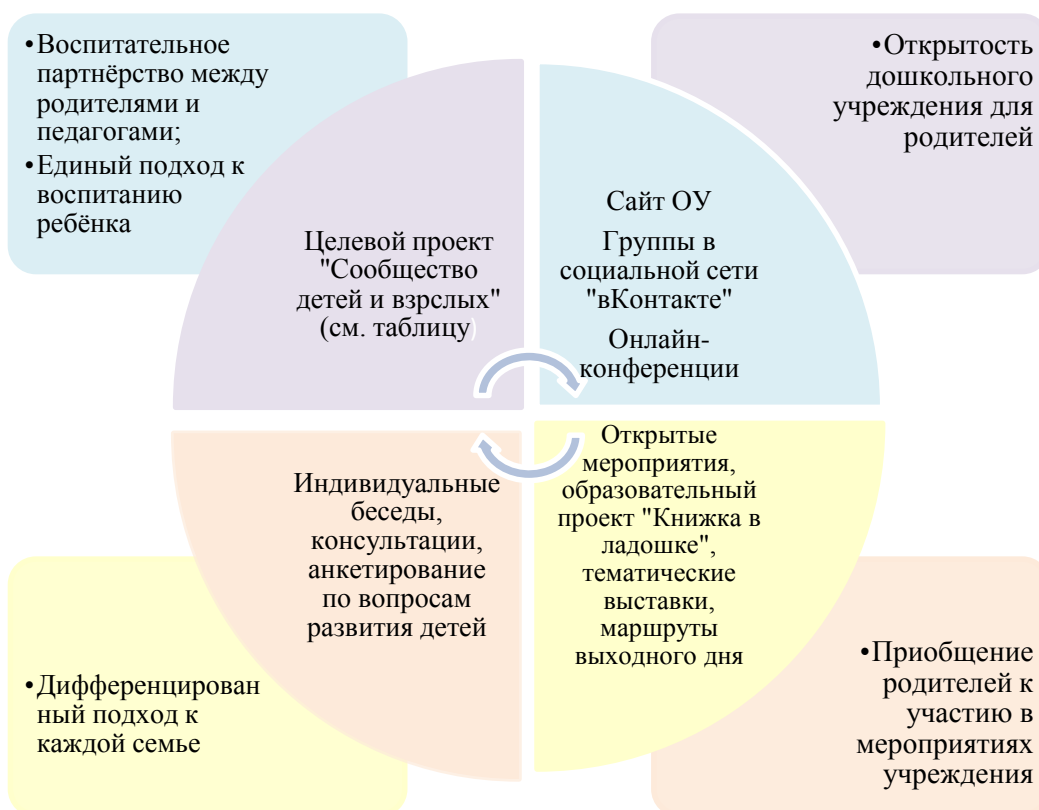 •Воспитательное
партнёрство между
родителями и
педагогами;
•Единый подход к
воспитанию
ребёнка
•Открытость
дошкольного
учреждения для
родителей
Целевой проект
"Сообщество
детей и взрслых"
(см. таблицу)
Сайт ОУ
Группы в
социальной сети
"вКонтакте"
Онлайн-
конференции
Индивидуальные
беседы,
консультации,
анкетирование
по вопросам
развития детей
Открытые
мероприятия,
образовательный
проект "Книжка в
ладошке",
тематические
выставки,
маршруты
выходного дня
•Дифференцирован
ный подход к
каждой семье
•Приобщение
родителей к
участию в
мероприятиях
учреждения